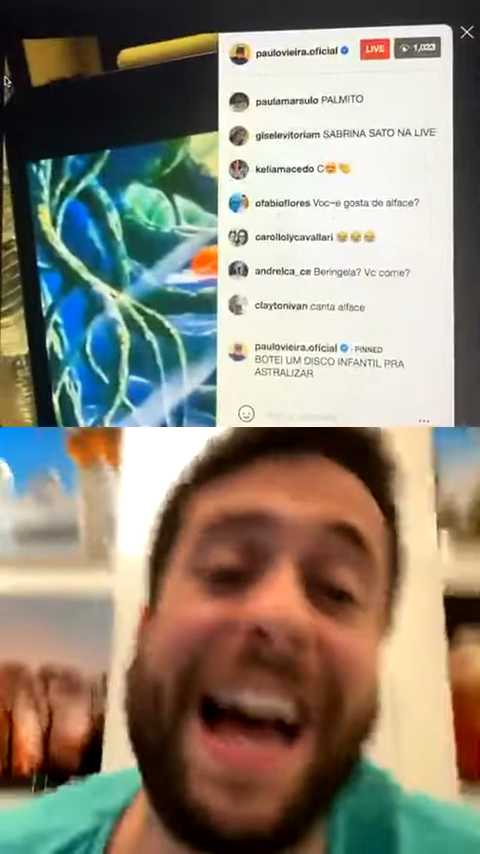 paulovieira.oficial LIVE 1,023
paulamarsulo PALMITO
giselevitoriam SABRINA SATO NA LIVE
keliamacedo C😍👏
ofabioflores Voc~e gosta de alface?
carollolycavallari 😂😂😂
andrelca_ce Beringela? Vc come?
claytonivan canta alface
paulovieira.oficial · PINNED
BOTEI UM DISCO INFANTIL PRA
ASTRALIZAR